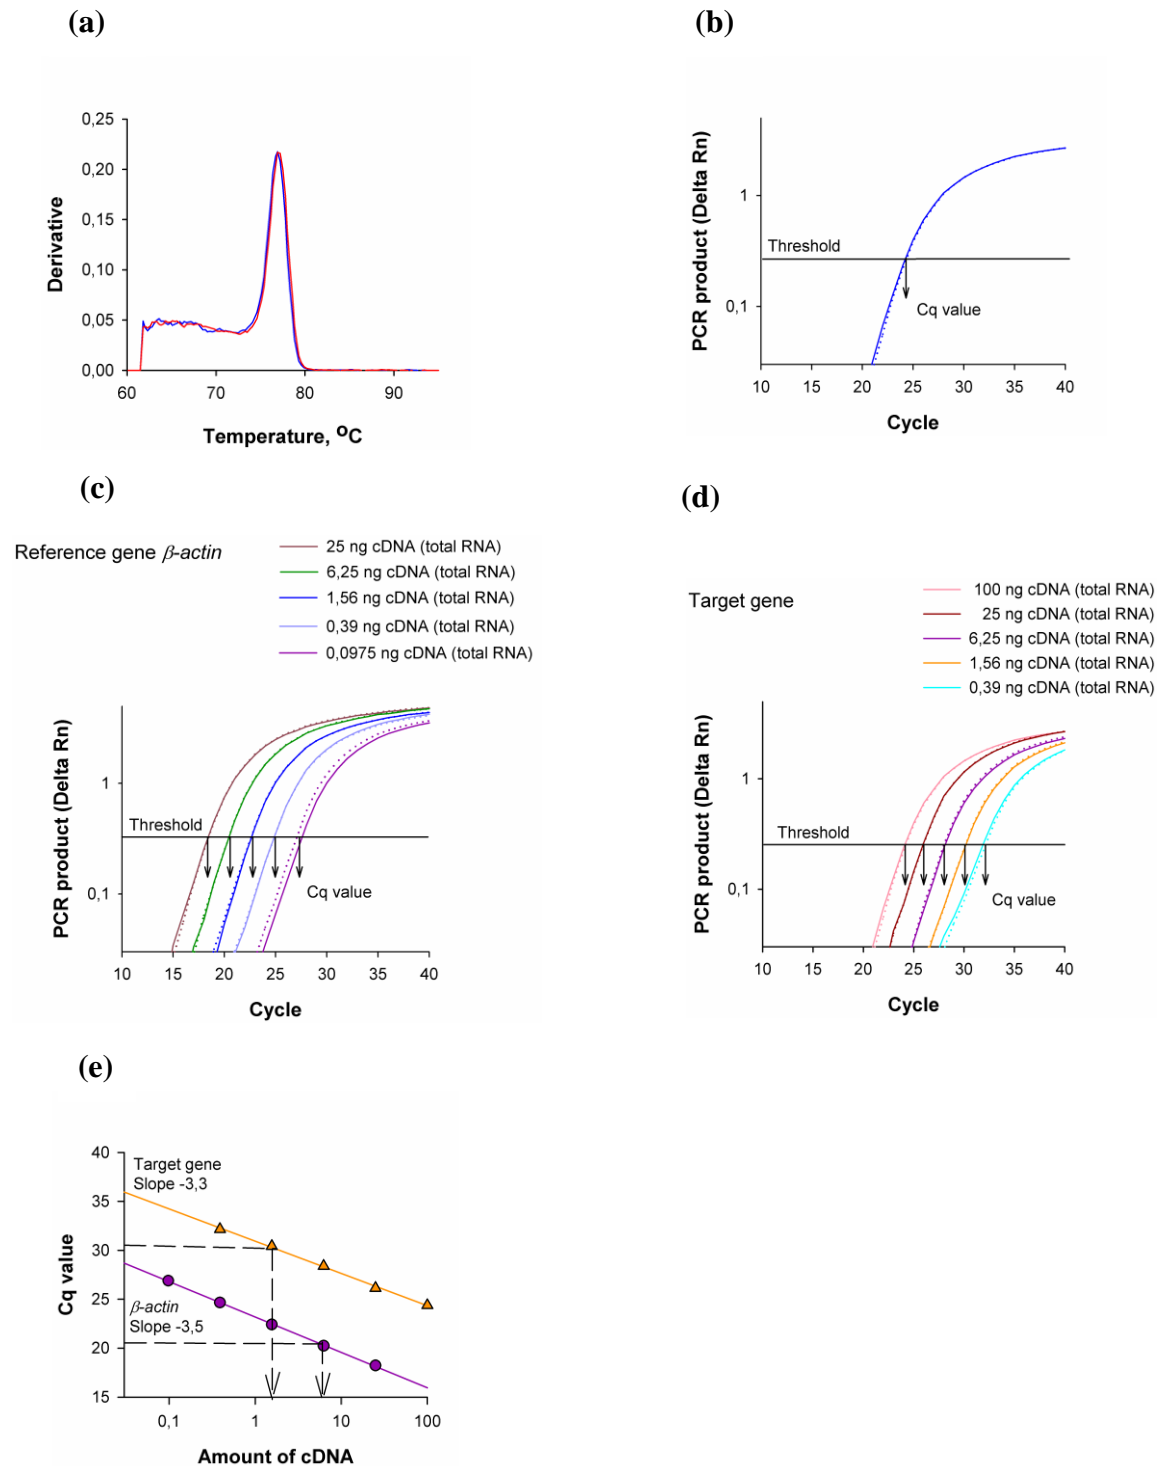 (a)
0,25
0,20
0,15
0,10
0,05
0,00
Derivative
60 70 80 90
Temperature, ºC
(b)
PCR product (Delta Rn)
1
0,1
Threshold
Cq value
10 15 20 25 30 35 40
Cycle
(c)
Reference gene β-actin
25 ng cDNA (total RNA)
6,25 ng cDNA (total RNA)
1,56 ng cDNA (total RNA)
0,39 ng cDNA (total RNA)
0,0975 ng cDNA (total RNA)
PCR product (Delta Rn)
1
0,1
Threshold
Cq value
10 15 20 25 30 35 40
Cycle
(d)
Target gene
100 ng cDNA (total RNA)
25 ng cDNA (total RNA)
6,25 ng cDNA (total RNA)
1,56 ng cDNA (total RNA)
0,39 ng cDNA (total RNA)
PCR product (Delta Rn)
1
0,1
Threshold
Cq value
10 15 20 25 30 35 40
Cycle
(e)
40
35
30
25
20
15
Cq value
Target gene
Slope -3,3
β-actin
Slope -3,5
0,1 1 10 100
Amount of cDNA